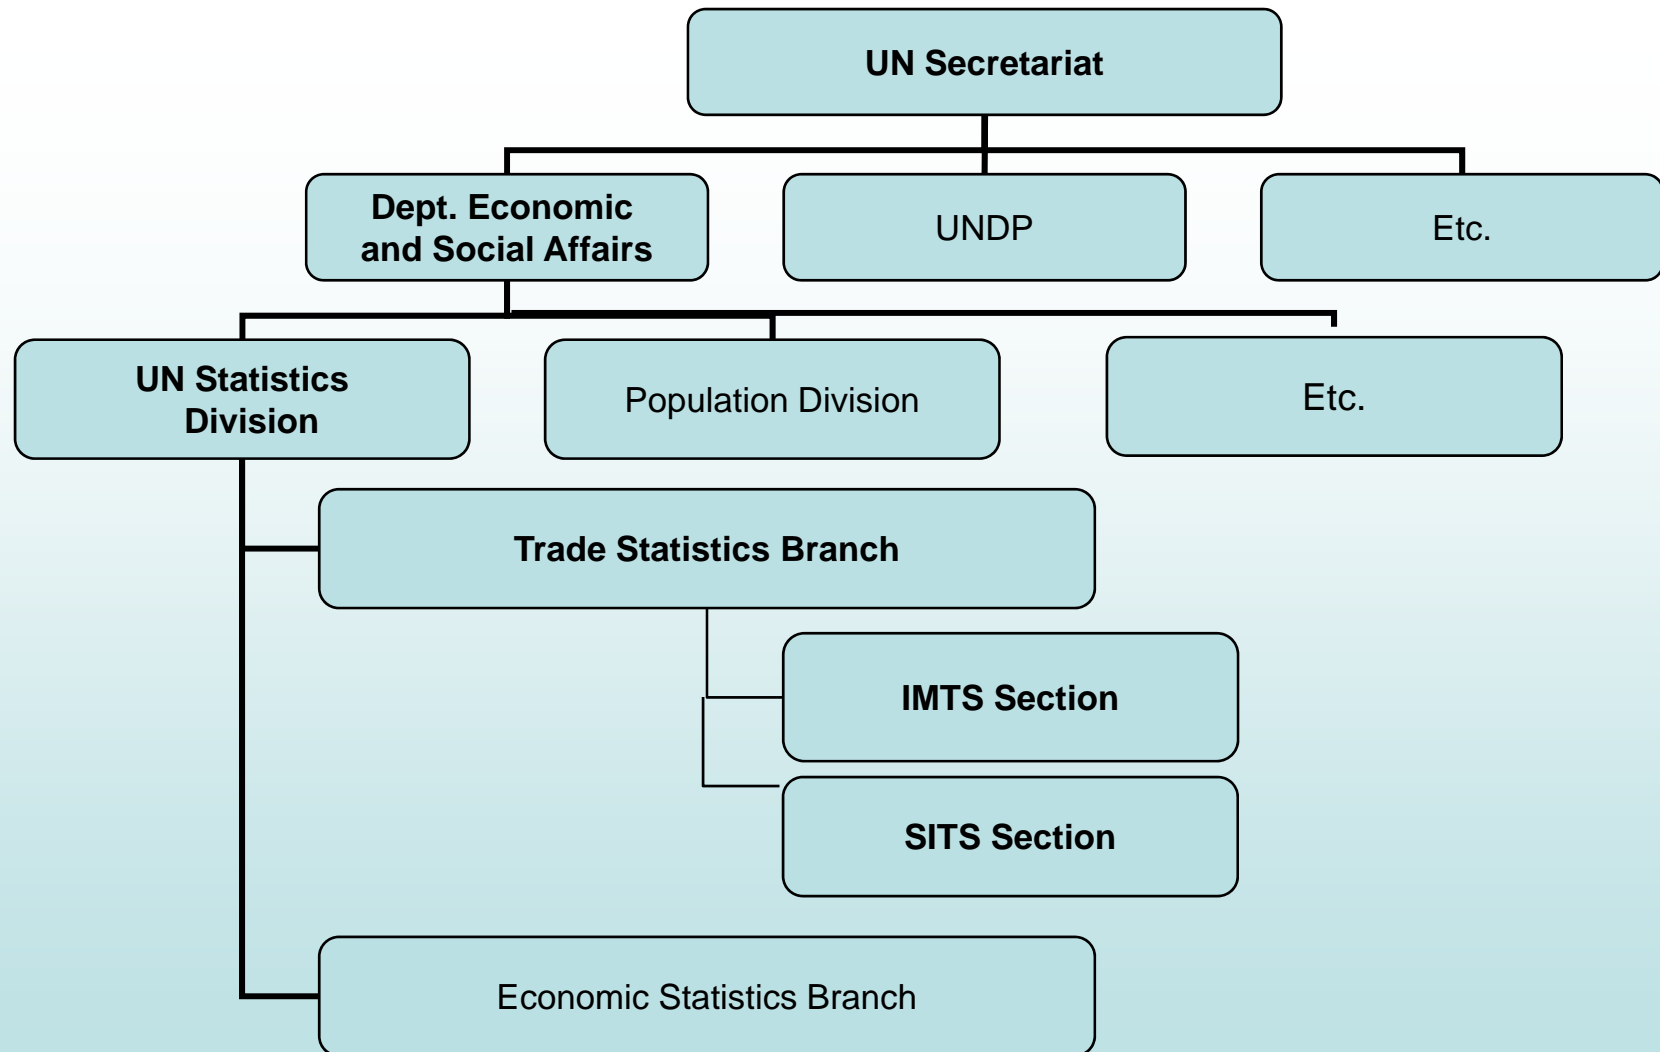 UN Secretariat
Dept. Economic
and Social Affairs
UNDP
Etc.
UN Statistics
Division
Population Division
Etc.
Trade Statistics Branch
IMTS Section
SITS Section
Economic Statistics Branch